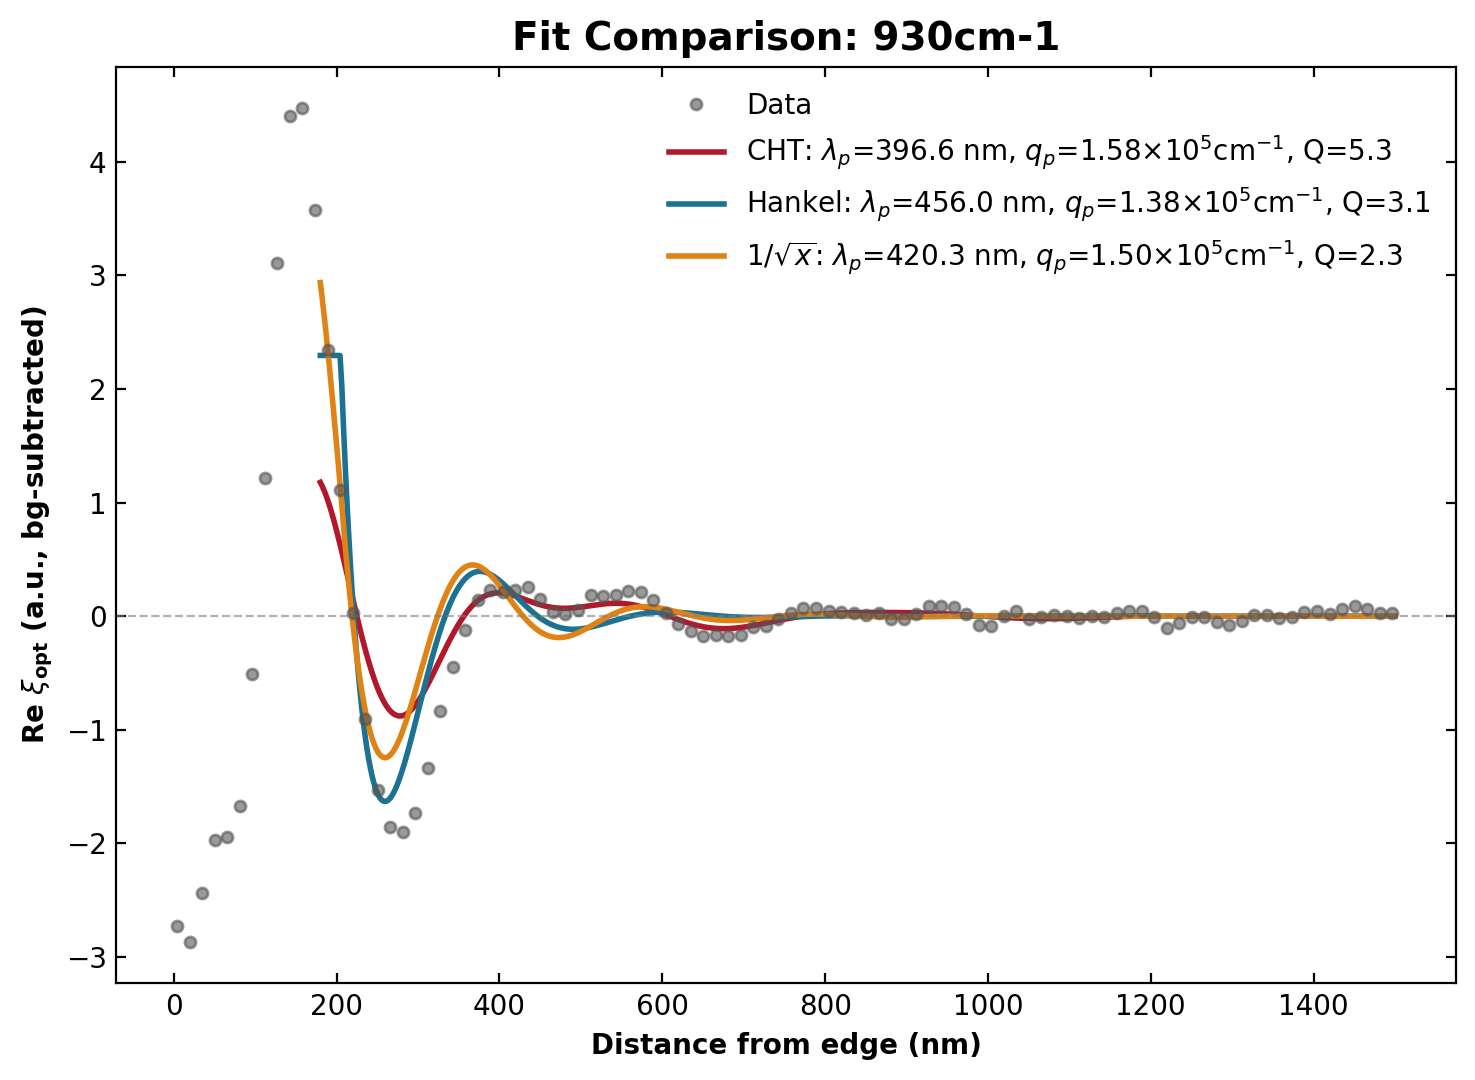 Fit Comparison: 930cm-1
Data
CHT: λp=396.6 nm, qp=1.58×10⁵cm⁻¹, Q=5.3
Hankel: λp=456.0 nm, qp=1.38×10⁵cm⁻¹, Q=3.1
1/√x: λp=420.3 nm, qp=1.50×10⁵cm⁻¹, Q=2.3
Re ξopt (a.u., bg-subtracted)
4
3
2
1
0
−1
−2
−3
0 200 400 600 800 1000 1200 1400
Distance from edge (nm)